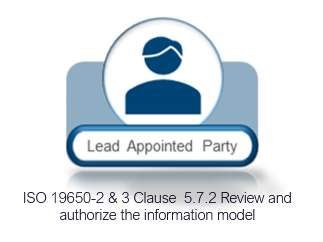 Lead Appointed Party
ISO 19650-2 & 3 Clause 5.7.2 Review and
authorize the information model